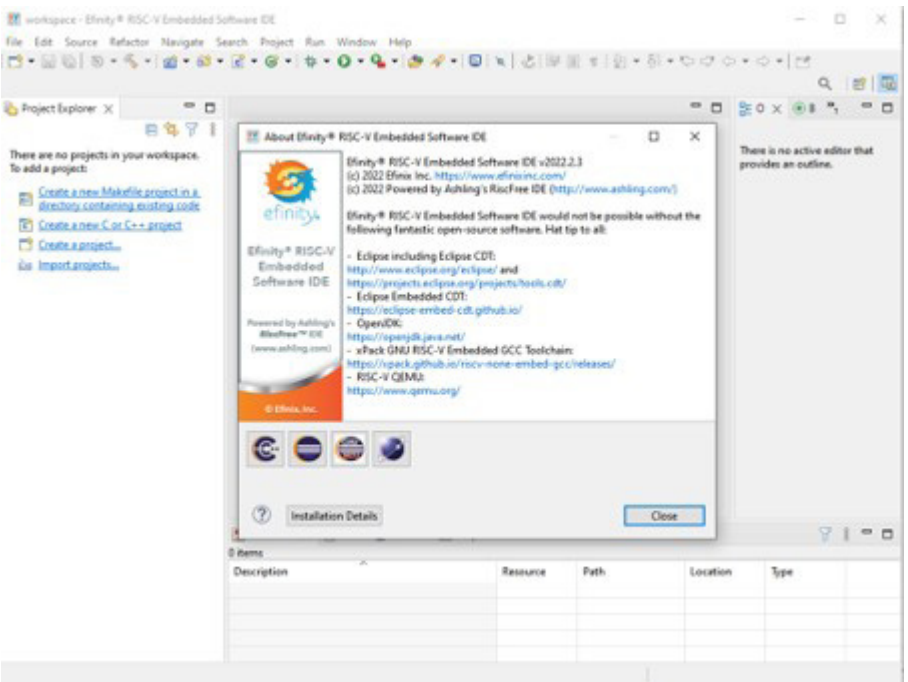 workspace - Efinity® RISC-V Embedded Software IDE
File Edit Source Refactor Navigate Search Project Run Window Help
Project Explorer
There are no projects in your workspace.
To add a project:
Create a new Makefile project in a
directory containing existing code
Create a new C or C++ project
Create a project...
Import projects...
About Efinity® RISC-V Embedded Software IDE
efinity
Efinity® RISC-V
Embedded
Software IDE
Powered by Ashling's
RiscFree™ IDE
(www.ashling.com)
© Efinix, Inc.
Efinity® RISC-V Embedded Software IDE v2022.2.3
(c) 2022 Efinix Inc. https://www.efinixinc.com/
(c) 2022 Powered by Ashling's RiscFree IDE (http://www.ashling.com/)
Efinity® RISC-V Embedded Software IDE would not be possible without the
following fantastic open-source software. Hat tip to all:
- Eclipse including Eclipse CDT:
http://www.eclipse.org/eclipse/ and
https://projects.eclipse.org/projects/tools.cdt/
- Eclipse Embedded CDT:
https://eclipse-embed-cdt.github.io/
- OpenJDK:
https://openjdk.java.net/
- xPack GNU RISC-V Embedded GCC Toolchain:
https://xpack.github.io/riscv-none-embed-gcc/releases/
- RISC-V QEMU:
https://www.qemu.org/
C++
Installation Details
Close
There is no active editor that
provides an outline.
0 items
Description Resource Path Location Type